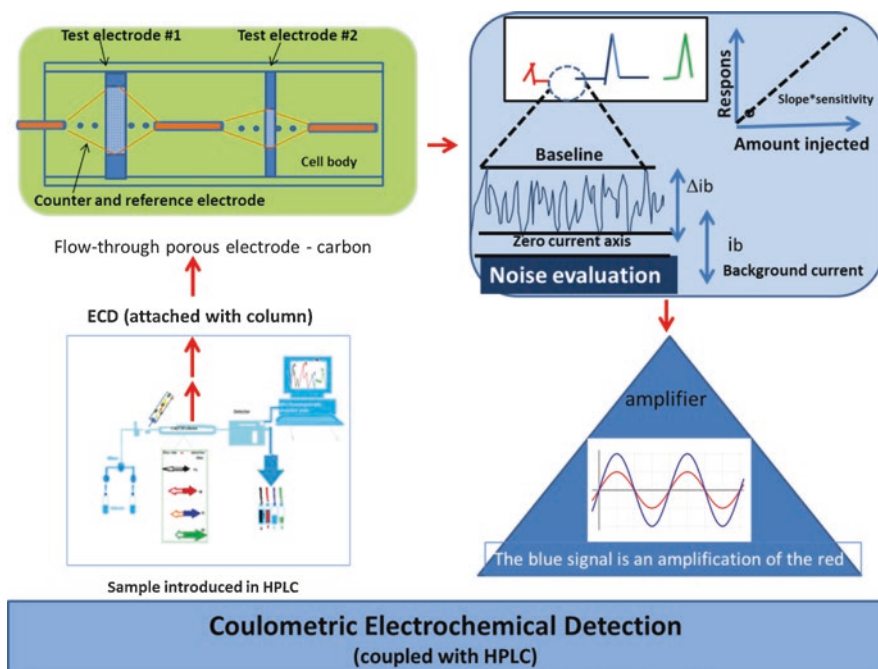 Test electrode #1
Test electrode #2
Cell body
Counter and reference electrode
Flow-through porous electrode - carbon
ECD (attached with column)
Detector
Sample introduced in HPLC
Respons
Slope*sensitivity
Amount injected
Baseline
Δib
Zero current axis
ib
Noise evaluation
Background current
amplifier
The blue signal is an amplification of the red
Coulometric Electrochemical Detection
(coupled with HPLC)